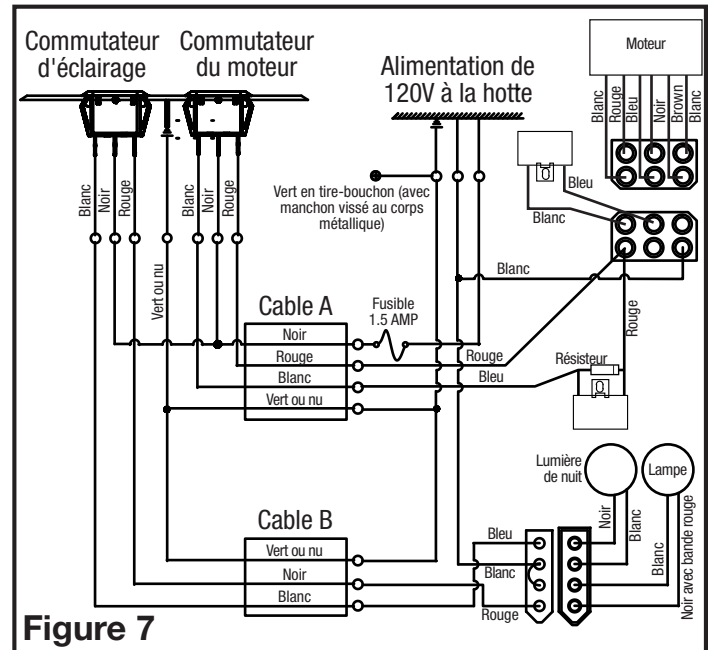 Commutateur
d'éclairage
Commutateur
du moteur
Alimentation de
120V à la hotte
Moteur
Blanc
Rouge
Bleu
Noir
Brown
Blanc
Bleu
Blanc
Vert en tire-bouchon (avec
manchon vissé au corps
métallique)
Blanc
Noir
Rouge
Blanc
Noir
Rouge
Vert ou nu
Blanc
Cable A
Fusible
1.5 AMP
Noir
Rouge
Rouge
Rouge
Blanc
Bleu
Résisteur
Vert ou nu
Lumière
de nuit
Lampe
Noir
Blanc
Blanc
Noir avec bande rouge
Cable B
Bleu
Vert ou nu
Noir
Blanc
Blanc
Rouge
Figure 7